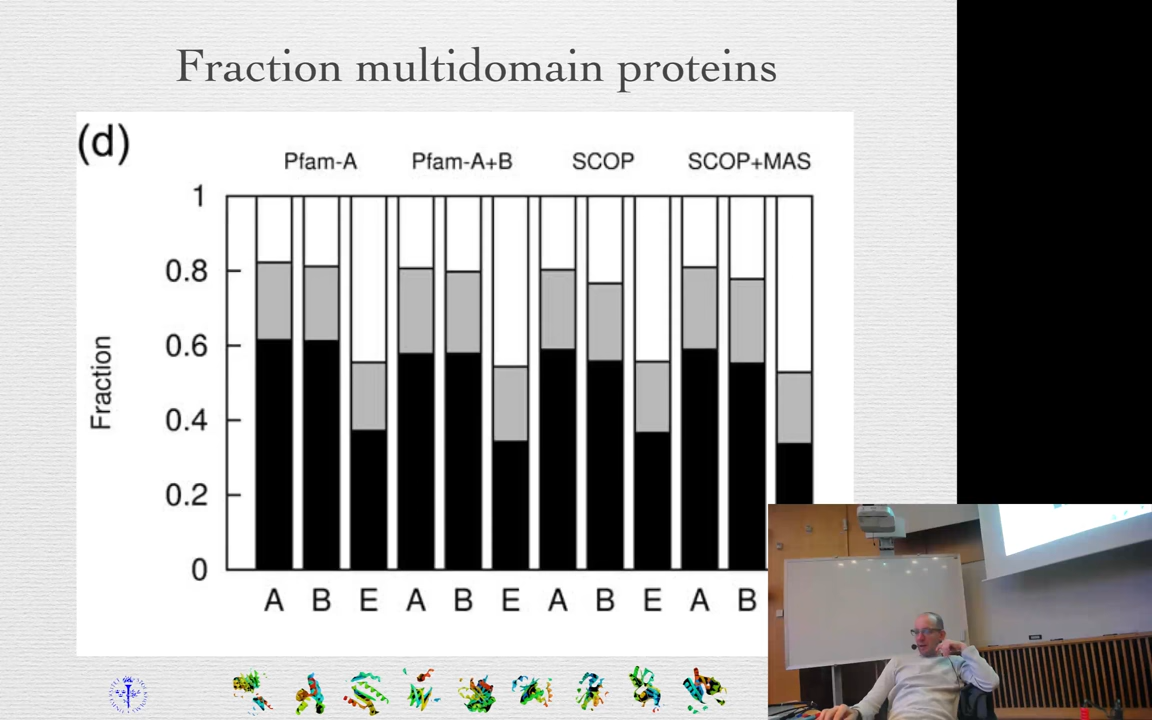 Fraction multidomain proteins
(d)
Pfam-A Pfam-A+B SCOP SCOP+MAS
1
0.8
0.6
0.4
0.2
0
Fraction
A B E A B E A B E A B